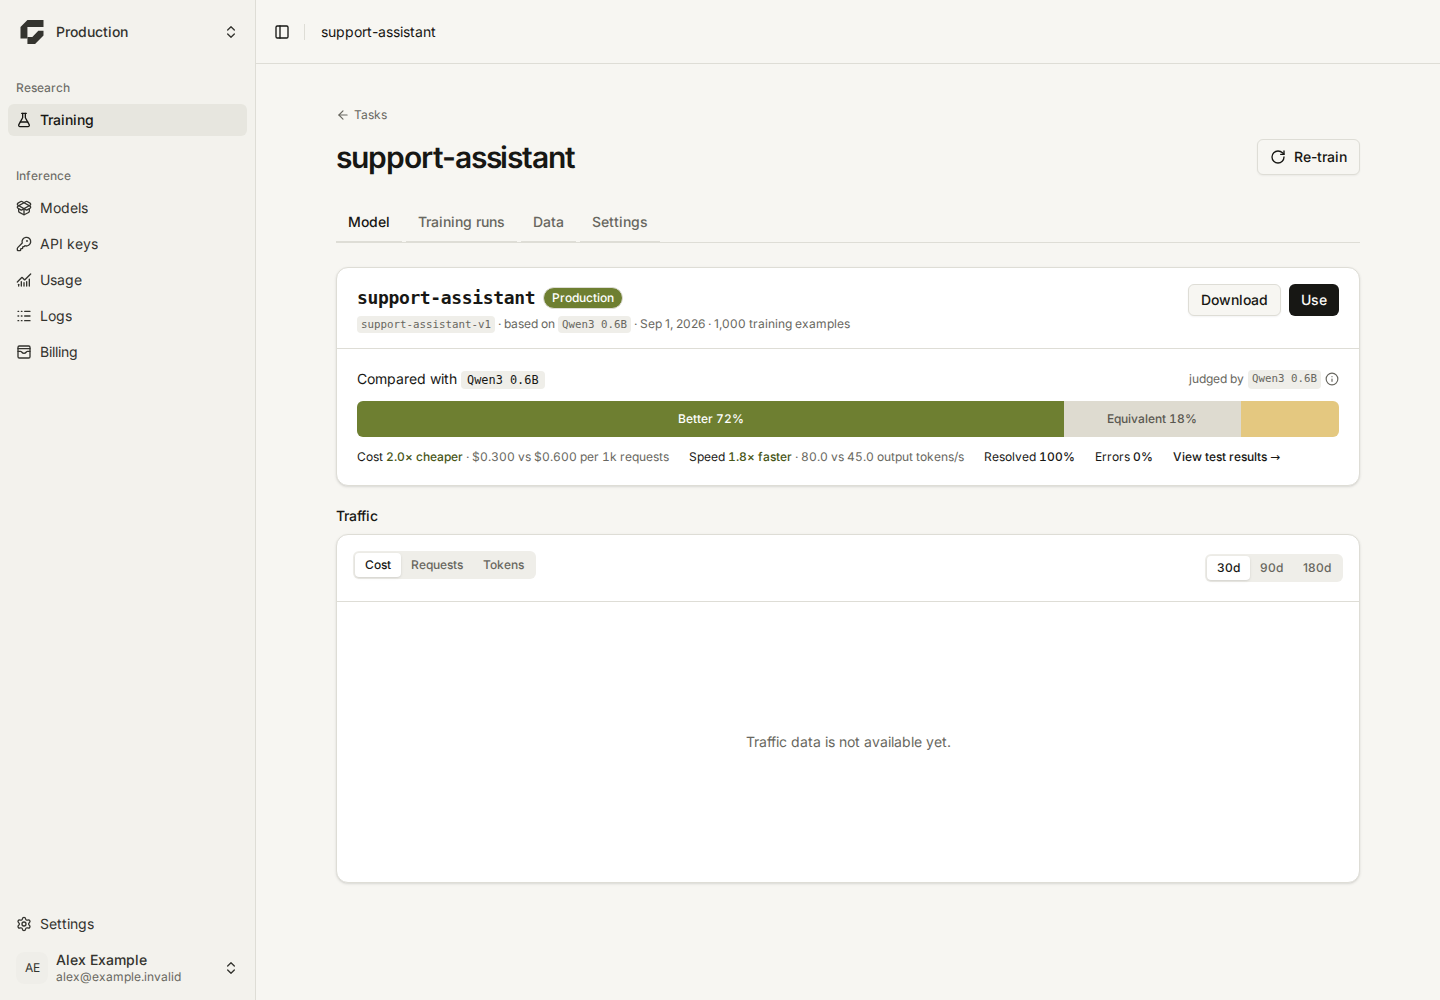 Production
support-assistant
Research
Training
Inference
Models
API keys
Usage
Logs
Billing
Settings
AE
Alex Example
alex@example.invalid
Tasks
support-assistant
Re-train
Model
Training runs
Data
Settings
support-assistant Production
support-assistant-v1 · based on Qwen3 0.6B · Sep 1, 2026 · 1,000 training examples
Download
Use
Compared with Qwen3 0.6B
judged by Qwen3 0.6B
Better 72%
Equivalent 18%
Cost 2.0× cheaper · $0.300 vs $0.600 per 1k requests
Speed 1.8× faster · 80.0 vs 45.0 output tokens/s
Resolved 100%
Errors 0%
View test results →
Traffic
Cost
Requests
Tokens
30d
90d
180d
Traffic data is not available yet.